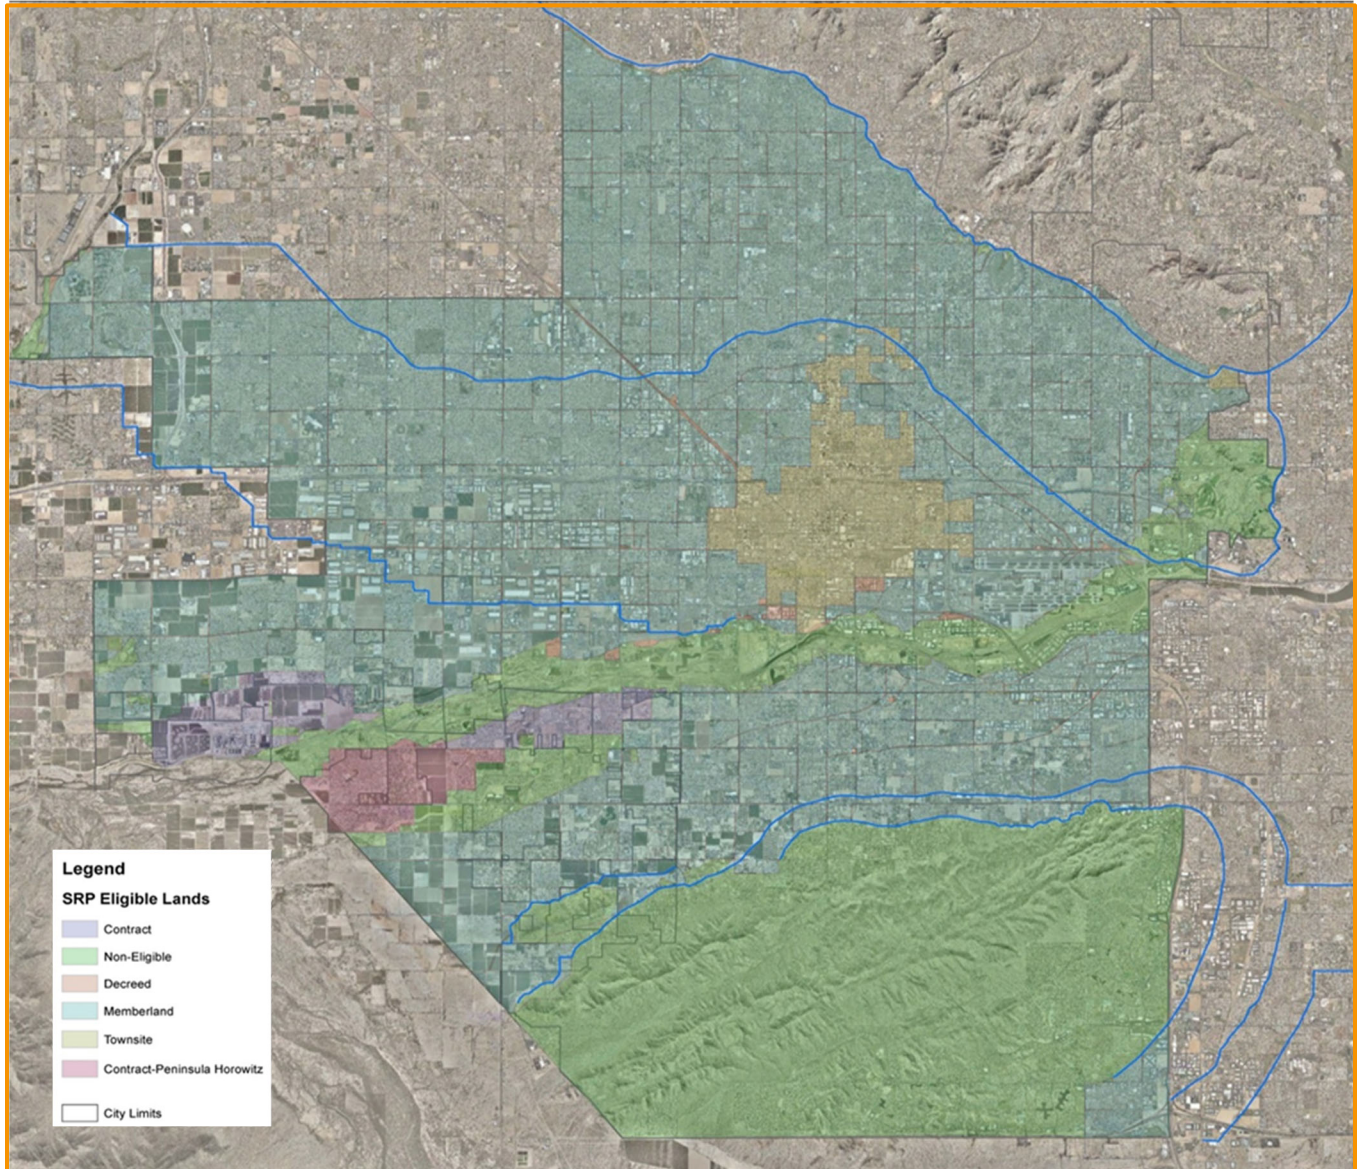 Legend
SRP Eligible Lands
Contract
Non-Eligible
Decreed
Memberland
Townsite
Contract-Peninsula Horowitz
City Limits